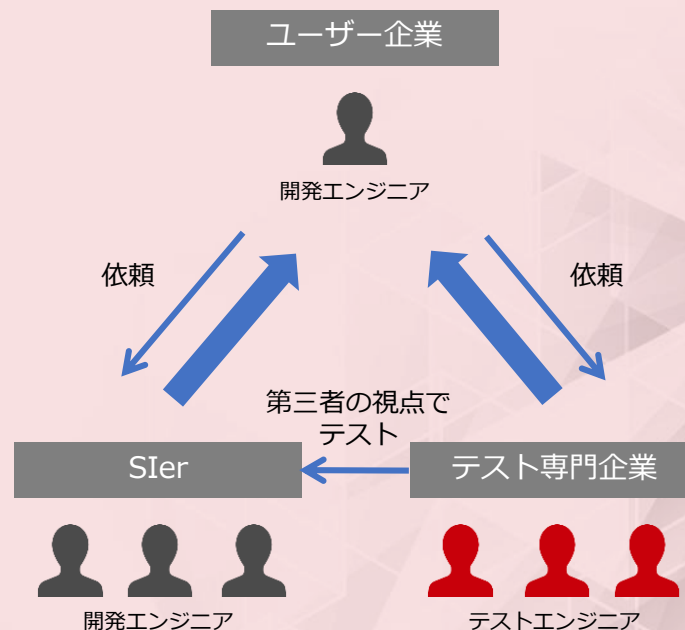 ユーザー企業
開発エンジニア
依頼
依頼
第三者の視点で
テスト
SIer
テスト専門企業
開発エンジニア
テストエンジニア